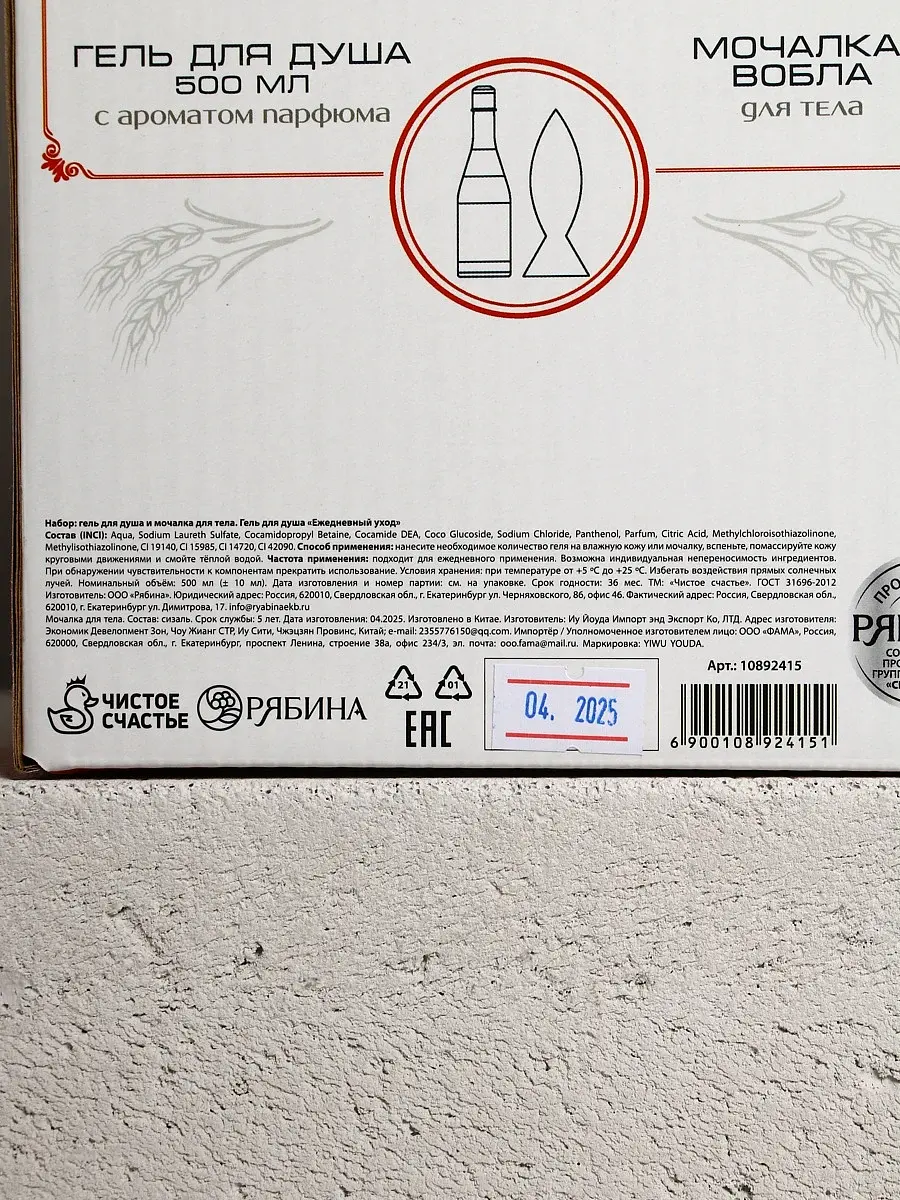 ГЕЛЬ ДЛЯ ДУША
500 МЛ
с ароматом парфюма
МОЧАЛКА
ВОБЛА
для тела
Набор: гель для душа и мочалка для тела. Гель для душа «Ежедневный уход»
Состав (INCI): Aqua, Sodium Laureth Sulfate, Cocamidopropyl Betaine, Cocamide DEA, Coco Glucoside, Sodium Chloride, Panthenol, Parfum, Citric Acid, Methylchloroisothiazolinone,
Methylisothiazolinone, CI 19140, CI 15985, CI 14720, CI 42090. Способ применения: нанесите необходимое количество геля на влажную кожу или мочалку, вспеньте, помассируйте кожу
круговыми движениями и смойте тёплой водой. Частота применения: подходит для ежедневного применения. Возможна индивидуальная непереносимость ингредиентов.
При обнаружении чувствительности к компонентам прекратить использование. Условия хранения: при температуре от +5 ºС до +25 ºС. Избегать воздействия прямых солнечных
лучей. Номинальный объём: 500 мл (± 10 мл). Дата изготовления и номер партии: см. на упаковке. Срок годности: 36 мес. ТМ: "Чистое счастье". ГОСТ 31696-2012
Изготовитель: ООО «Рябина». Юридический адрес: Россия, 620010, Свердловская обл., г. Екатеринбург ул. Черняховского, 86, офис 46. Фактический адрес: Россия, Свердловская обл.,
620010, г. Екатеринбург ул. Димитрова, 17. info@ryabinaekb.ru
Мочалка для тела. Состав: сизаль. Срок службы: 5 лет. Дата изготовления: 04.2025. Изготовлено в Китае. Изготовитель: Иу Йоуда Импорт энд Экспорт Ко, ЛТД. Адрес изготовителя:
Экономик Девелопмент Зон, Чоу Жианг СТР, Иу Сити, Чжэцзян Провинс, Китай; e-mail: 2355776150@qq.com. Импортёр / Уполномоченное изготовителем лицо: ООО «ФАМА», Россия,
620000, Свердловская обл., г. Екатеринбург, проспект Ленина, строение 38а, офис 234/3, эл. почта: ooo.fama@mail.ru. Маркировка: YIWU YOUDA.
ЧИСТОЕ
СЧАСТЬЕ
РЯБИНА
21
01
EAC
04. 2025
Арт.: 10892415
6 900108 924151